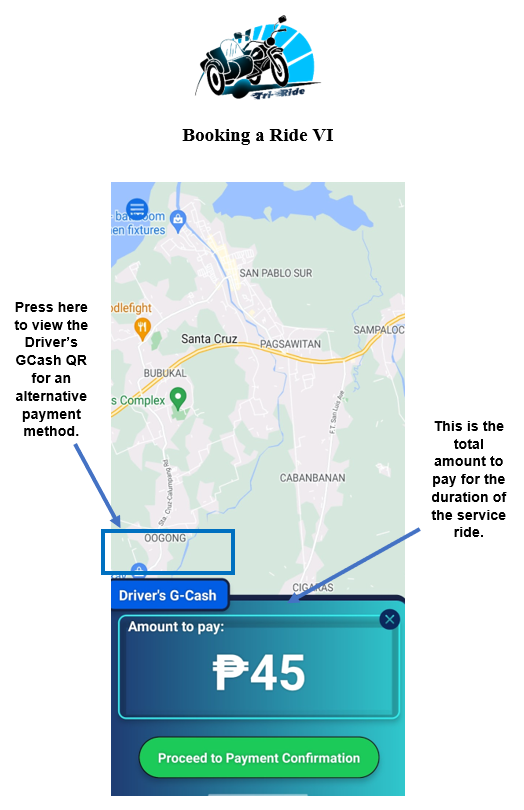 Tri-Ride
Booking a Ride VI
en fixtures
SAN PABLO SUR
dlefight
Santa Cruz
PAGSAWITAN
SAMPALOC
BUBUKAL
s Complex
F.T. San Luis Ave
CABANBANAN
Sta. Cruz-Calumpang Rd
OOGONG
CIGARAS
Press here
to view the
Driver's
GCash QR
for an
alternative
payment
method.
This is the
total
amount to
pay for the
duration of
the service
ride.
Driver's G-Cash
Amount to pay:
₱45
Proceed to Payment Confirmation